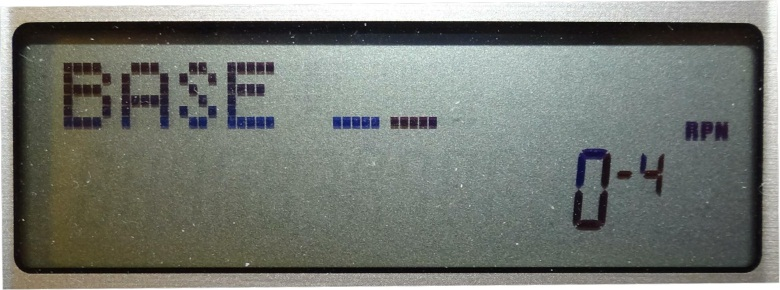 BASE _ _
RPN
0-4